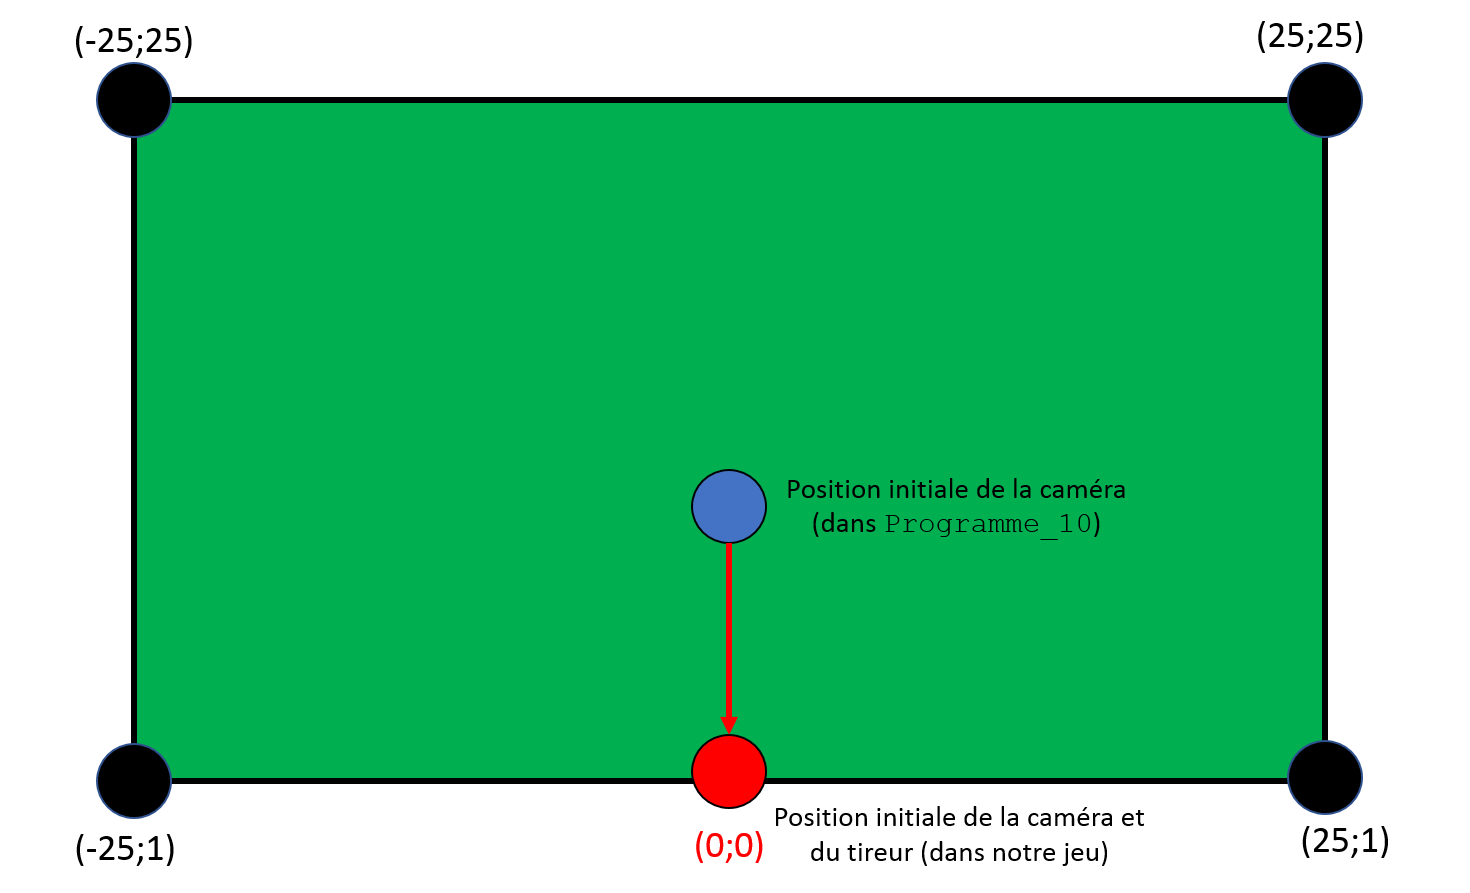 (-25;25)
(25;25)
Position initiale de la caméra
(dans Programme_10)
(-25;1)
(0;0)
Position initiale de la caméra et
du tireur (dans notre jeu)
(25;1)